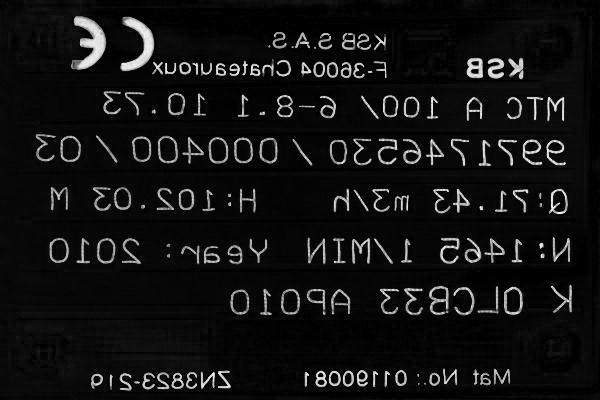 KSB KSB S.A.S. CE
F-36004 Chateauroux
MTC A 100/ 6-8.1 10.73
9971746530 / 000400 / 03
Q:71.43 m3/h H:102.03 M
N:1465 1/MIN Year: 2010
K OLCB33 AP010
Mat No.: 01190081 ZN3823-219